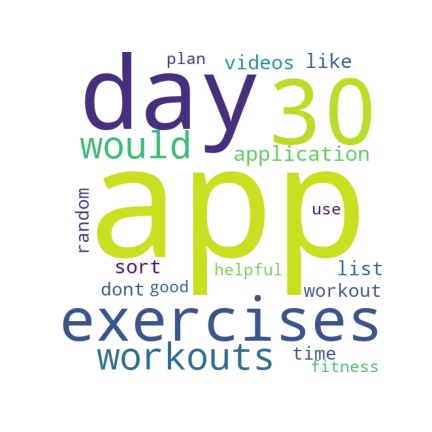 plan videos like
day 30
would application
app
random
use
sort helpful list
dont good workout
exercises
workouts time
fitness